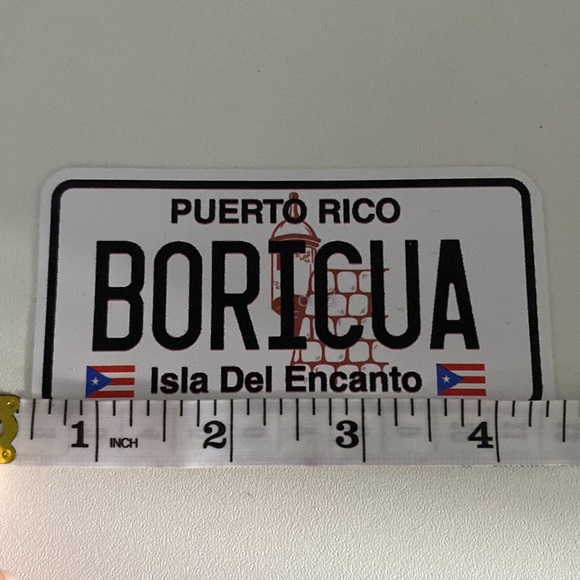 PUERTO RICO
BORICUA
Isla Del Encanto
1 INCH 2 3 4